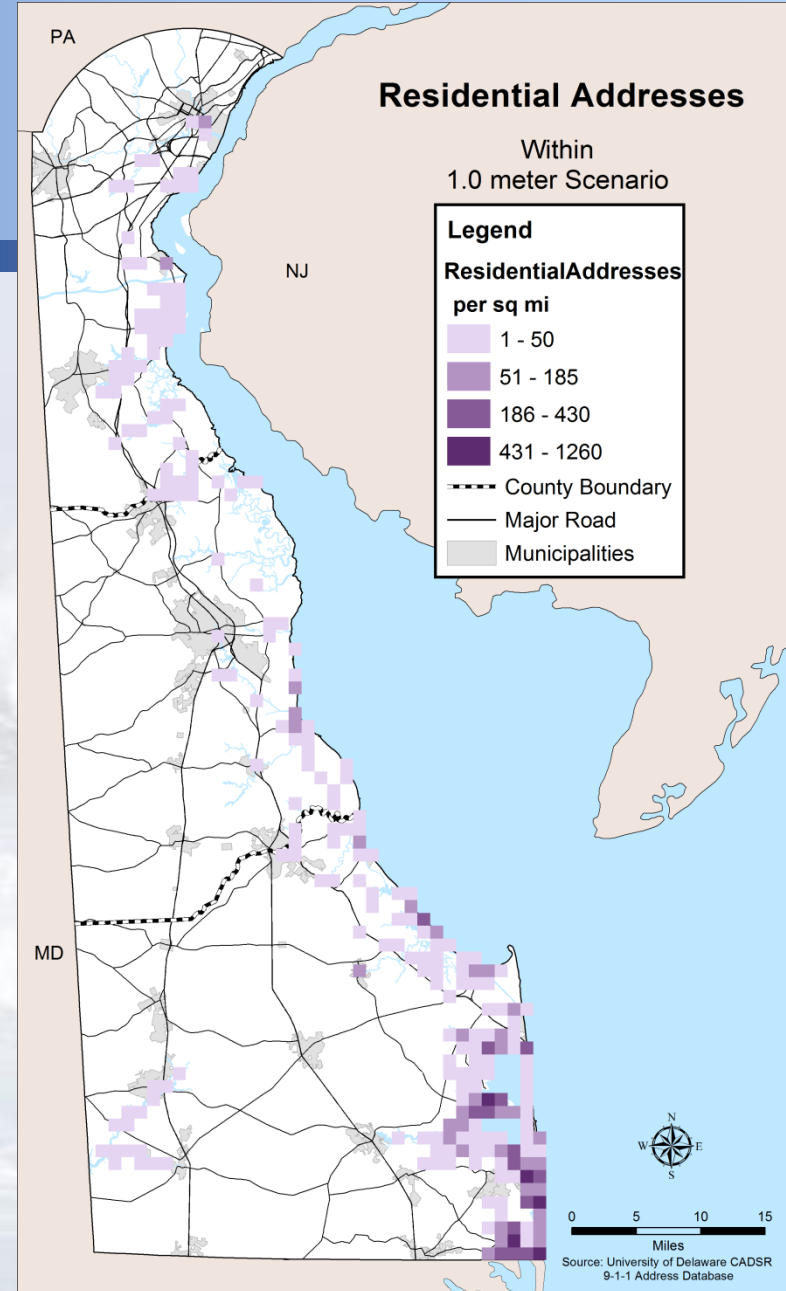 PA
Residential Addresses
Within
1.0 meter Scenario
Legend
ResidentialAddresses
per sq mi
1 - 50
51 - 185
186 - 430
431 - 1260
County Boundary
Major Road
Municipalities
NJ
MD
N
W E
S
0 5 10 15
Miles
Source: University of Delaware CADSR
9-1-1 Address Database